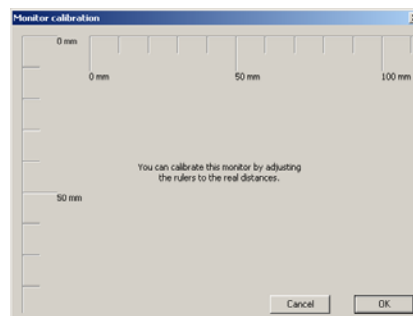 Monitor calibration
0 mm
0 mm 50 mm 100 mm
You can calibrate this monitor by adjusting
the rulers to the real distances.
50 mm
Cancel OK